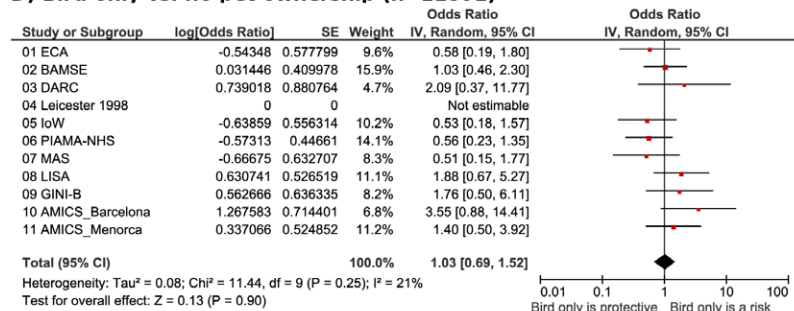 Odds Ratio Odds Ratio
Study or Subgroup log[Odds Ratio] SE Weight IV, Random, 95% CI IV, Random, 95% CI
01 ECA -0.54348 0.577799 9.6% 0.58 [0.19, 1.80]
02 BAMSE 0.031446 0.409978 15.9% 1.03 [0.46, 2.30]
03 DARC 0.739018 0.880764 4.7% 2.09 [0.37, 11.77]
04 Leicester 1998 0 0 Not estimable
05 IoW -0.63859 0.556314 10.2% 0.53 [0.18, 1.57]
06 PIAMA-NHS -0.57313 0.44661 14.1% 0.56 [0.23, 1.35]
07 MAS -0.66675 0.632707 8.3% 0.51 [0.15, 1.77]
08 LISA 0.630741 0.526519 11.1% 1.88 [0.67, 5.27]
09 GINI-B 0.562666 0.636335 8.2% 1.76 [0.50, 6.11]
10 AMICS_Barcelona 1.267583 0.714401 6.8% 3.55 [0.88, 14.41]
11 AMICS_Menorca 0.337066 0.524852 11.2% 1.40 [0.50, 3.92]
Total (95% CI) 100.0% 1.03 [0.69, 1.52]
Heterogeneity: Tau² = 0.08; Chi² = 11.44, df = 9 (P = 0.25); I² = 21%
Test for overall effect: Z = 0.13 (P = 0.90)
0.01 0.1 1 10 100
Bird only is protective Bird only is a risk